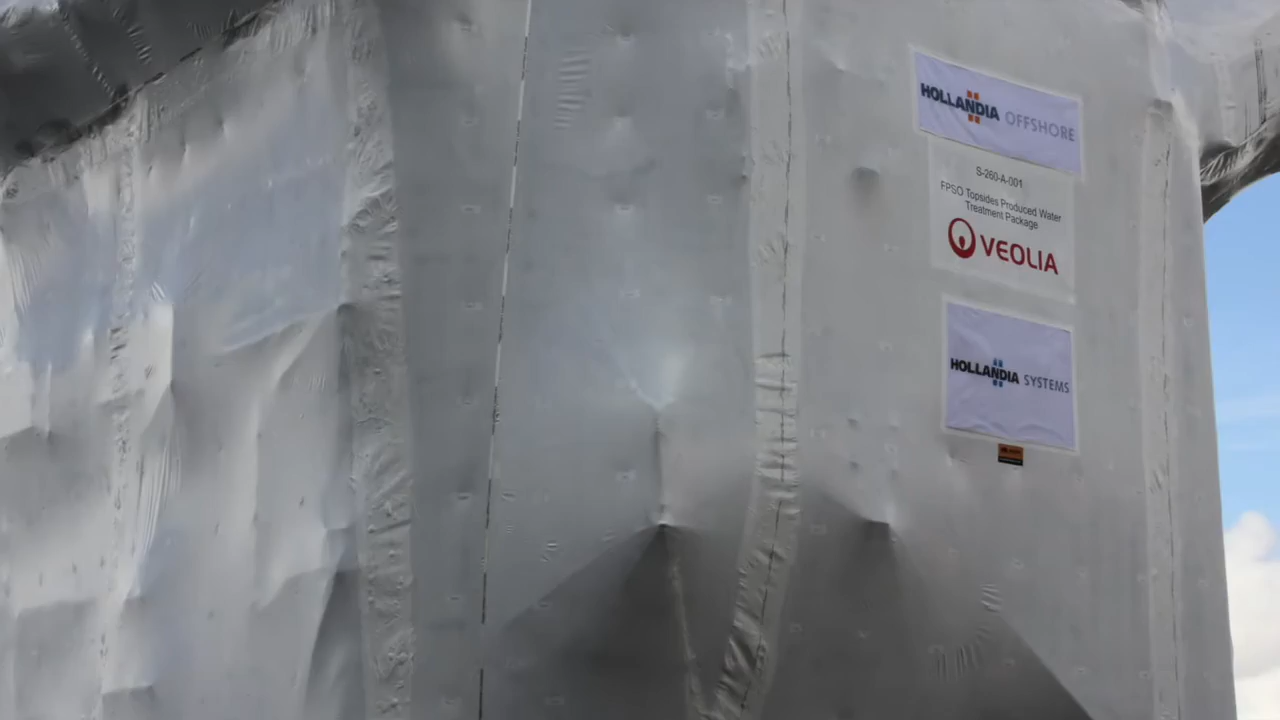 HOLLANDIA OFFSHORE
S-260-A-001
FPSO Topsides Produced Water
Treatment Package
VEOLIA
HOLLANDIA SYSTEMS